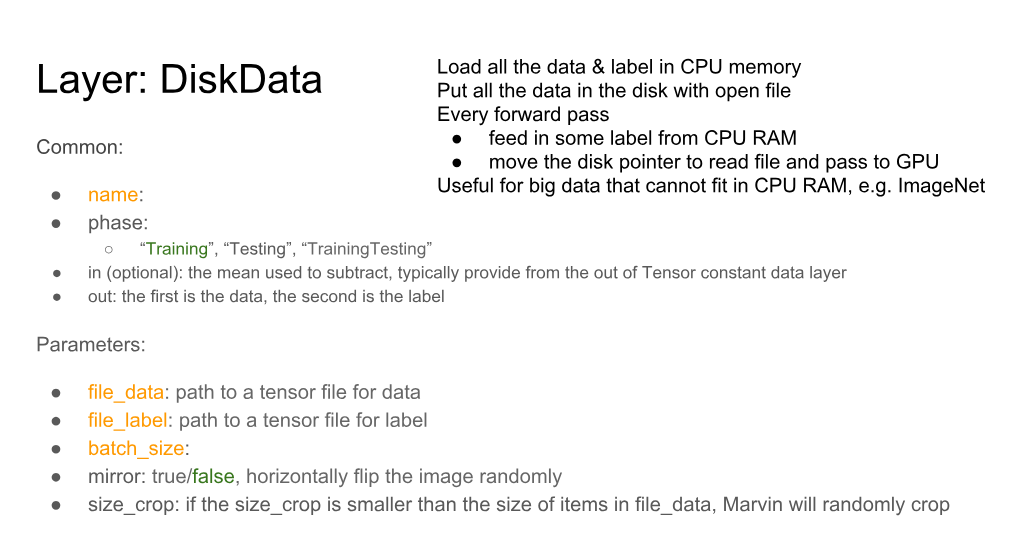 Layer: DiskData
Load all the data & label in CPU memory
Put all the data in the disk with open file
Every forward pass
● feed in some label from CPU RAM
● move the disk pointer to read file and pass to GPU
Useful for big data that cannot fit in CPU RAM, e.g. ImageNet
Common:
● name:
● phase:
○ “Training”, “Testing”, “TrainingTesting”
● in (optional): the mean used to subtract, typically provide from the out of Tensor constant data layer
● out: the first is the data, the second is the label
Parameters:
● file_data: path to a tensor file for data
● file_label: path to a tensor file for label
● batch_size:
● mirror: true/false, horizontally flip the image randomly
● size_crop: if the size_crop is smaller than the size of items in file_data, Marvin will randomly crop